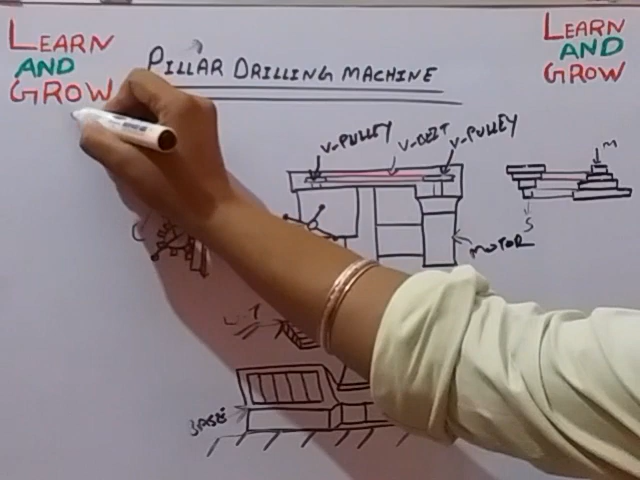 LEARN
AND
GROW
PILLAR DRILLING MACHINE
LEARN
AND
GROW
V-PULLEY
V-BELT
V-PULLEY
M
S
MOTOR
BASE